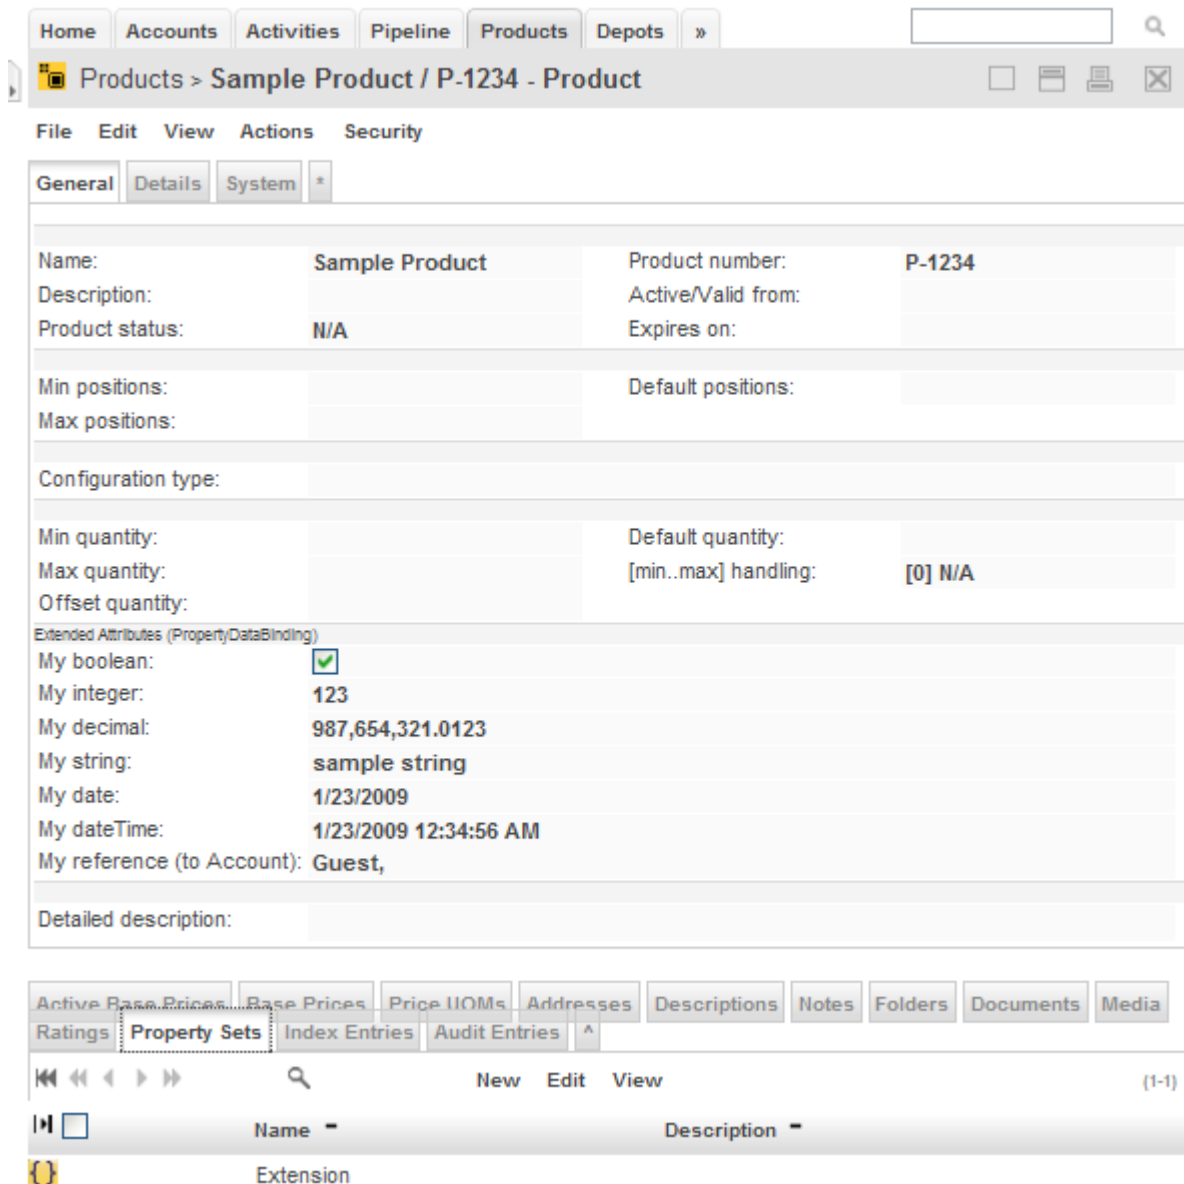 Home Accounts Activities Pipeline Products Depots »
Products > Sample Product / P-1234 - Product
File Edit View Actions Security
General Details System *
Name: Sample Product Product number: P-1234
Description: Active/Valid from:
Product status: N/A Expires on:
Min positions: Default positions:
Max positions:
Configuration type:
Min quantity: Default quantity:
Max quantity: [min..max] handling: [0] N/A
Offset quantity:
Extended Attributes (PropertyDataBinding)
My boolean:
My integer: 123
My decimal: 987,654,321.0123
My string: sample string
My date: 1/23/2009
My dateTime: 1/23/2009 12:34:56 AM
My reference (to Account): Guest,
Detailed description:
Active Base Prices Base Prices Price UOMs Addresses Descriptions Notes Folders Documents Media
Ratings Property Sets Index Entries Audit Entries ^
New Edit View (1-1)
Name Description
{} Extension